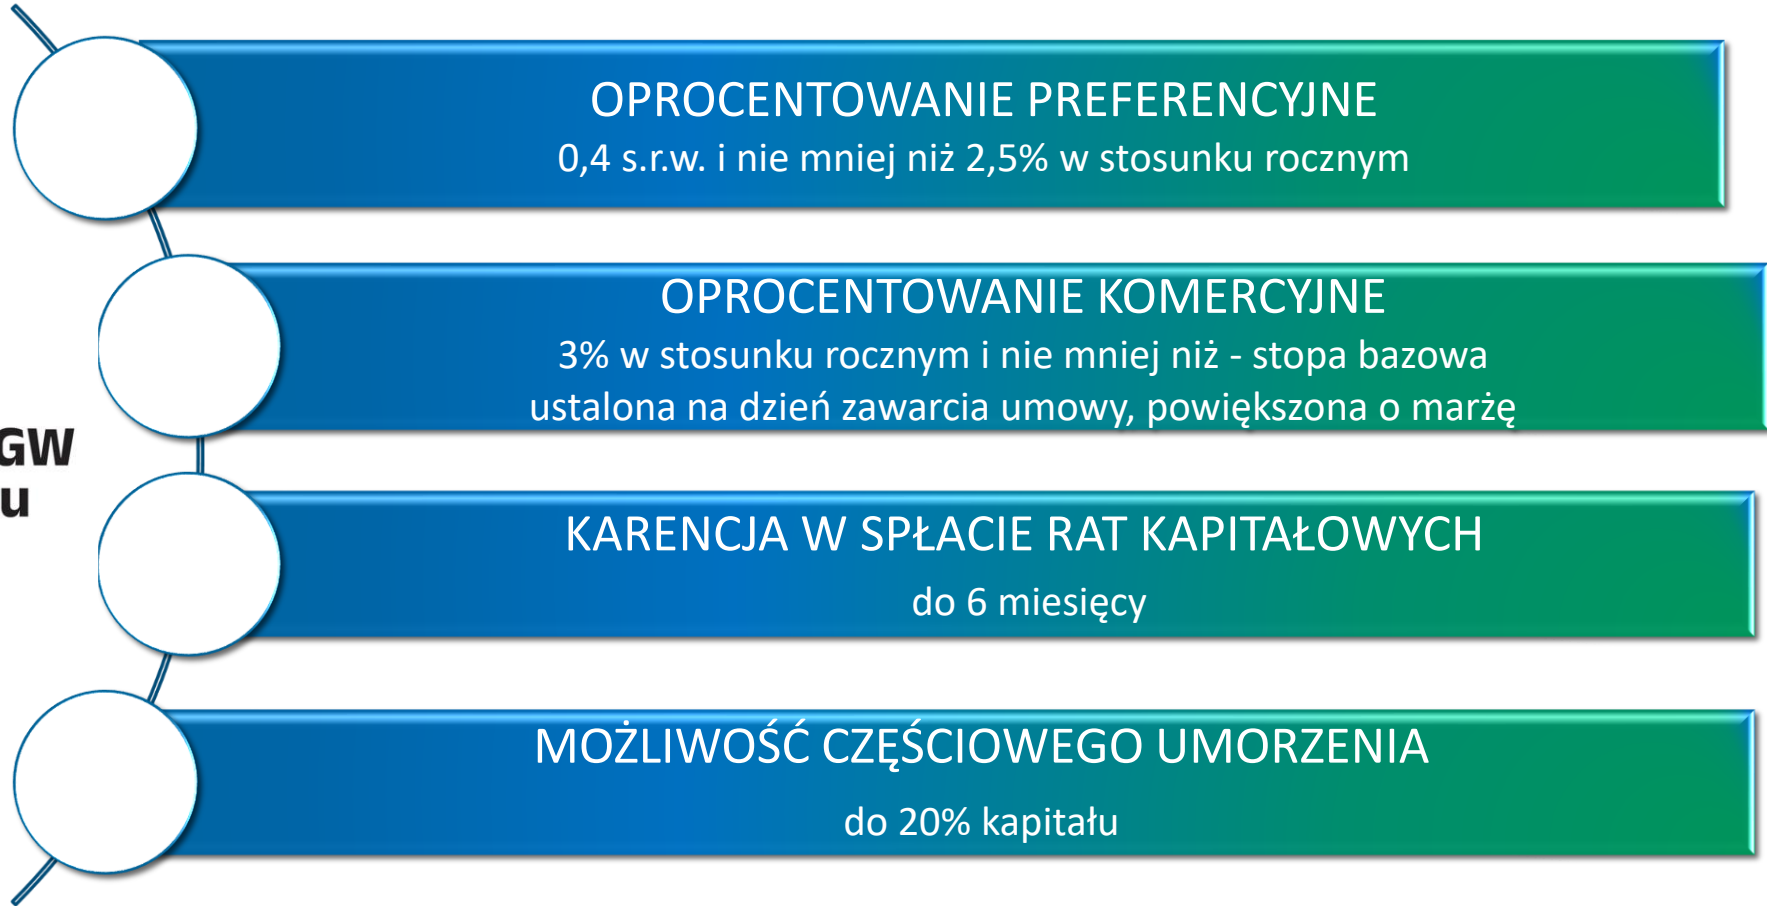 OPROCENTOWANIE PREFERENCYJNE
0,4 s.r.w. i nie mniej niż 2,5% w stosunku rocznym
OPROCENTOWANIE KOMERCYJNE
3% w stosunku rocznym i nie mniej niż - stopa bazowa
ustalona na dzień zawarcia umowy, powiększona o marżę
GW
u
KARENCJA W SPŁACIE RAT KAPITAŁOWYCH
do 6 miesięcy
MOŻLIWOŚĆ CZĘŚCIOWEGO UMORZENIA
do 20% kapitału